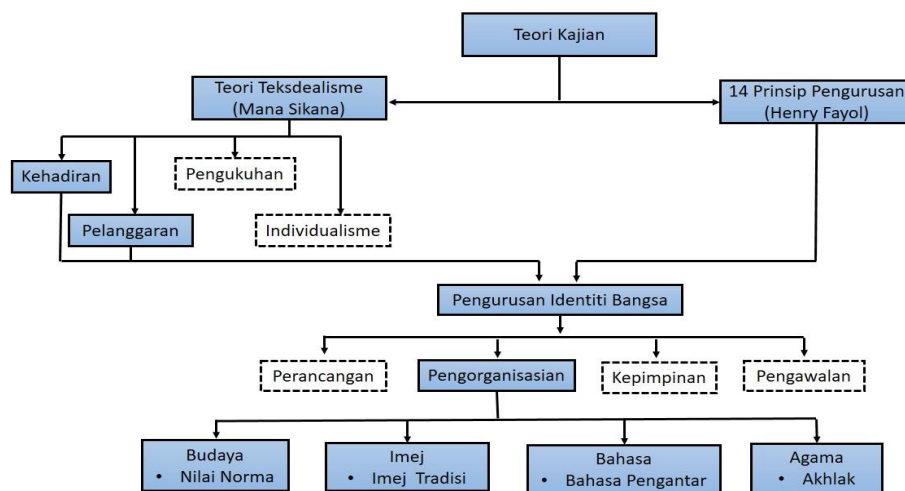 Teori Kajian
Teori Teksdealisme
(Mana Sikana)
14 Prinsip Pengurusan
(Henry Fayol)
Kehadiran
Pengukuhan
Pelanggaran
Individualisme
Pengurusan Identiti Bangsa
Perancangan
Pengorganisasian
Kepimpinan
Pengawalan
Budaya
• Nilai Norma
Imej
• Imej Tradisi
Bahasa
• Bahasa Pengantar
Agama
• Akhlak